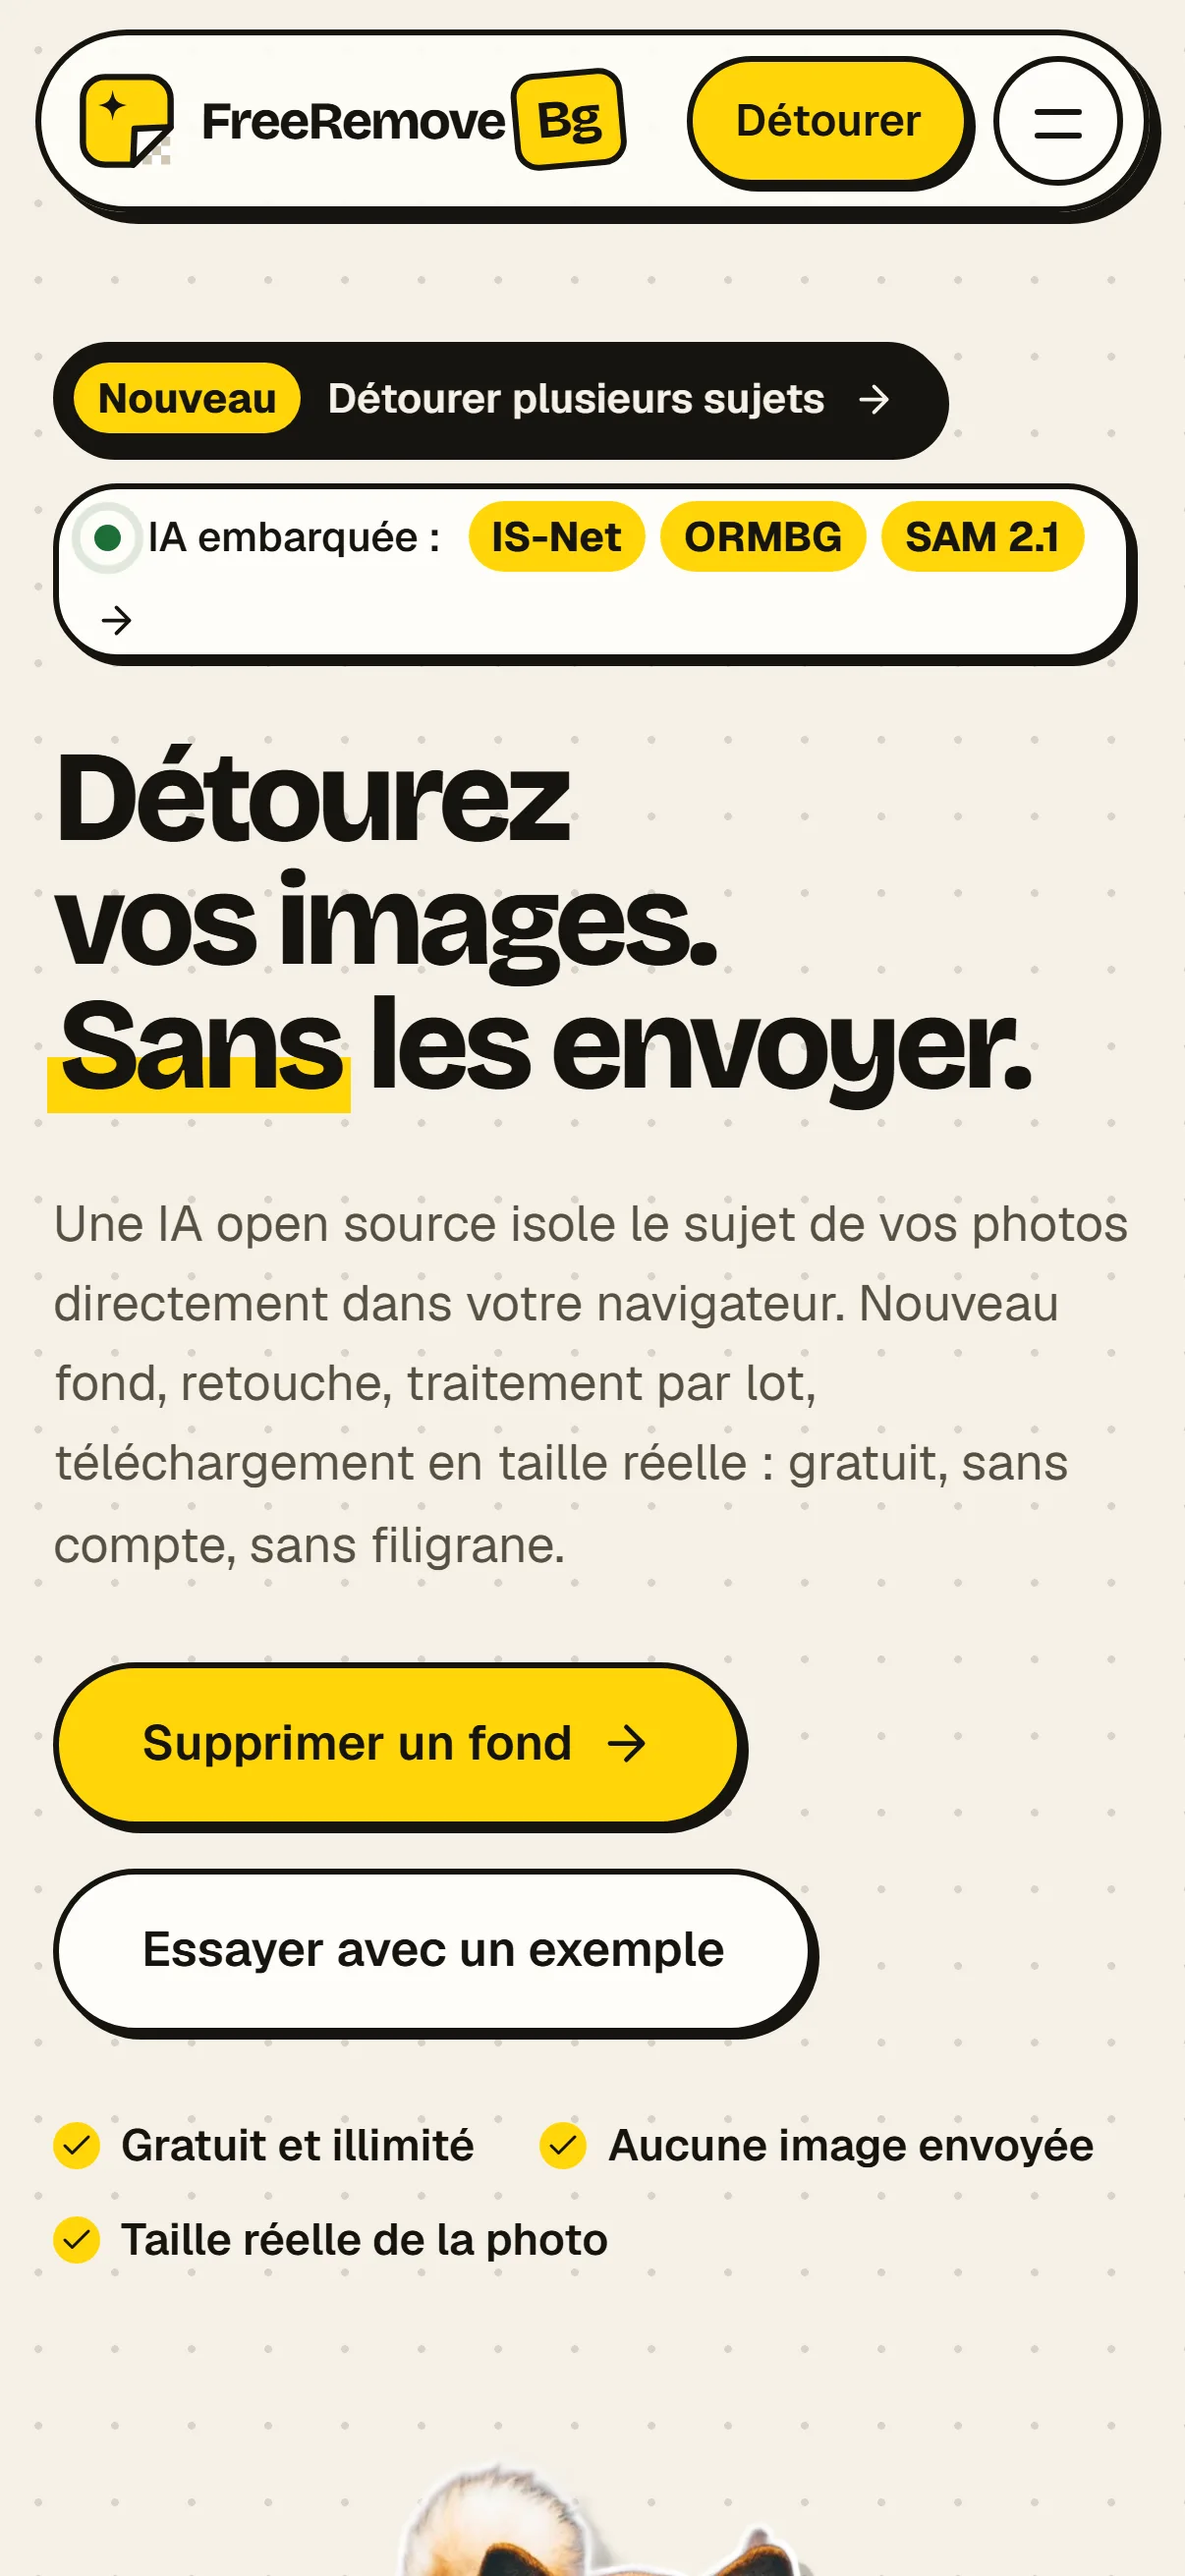 FreeRemove Bg
Détourer
Nouveau Détourer plusieurs sujets →
IA embarquée : IS-Net ORMBG SAM 2.1
→
Détourez
vos images.
Sans les envoyer.
Une IA open source isole le sujet de vos photos
directement dans votre navigateur. Nouveau
fond, retouche, traitement par lot,
téléchargement en taille réelle : gratuit, sans
compte, sans filigrane.
Supprimer un fond →
Essayer avec un exemple
Gratuit et illimité
Aucune image envoyée
Taille réelle de la photo